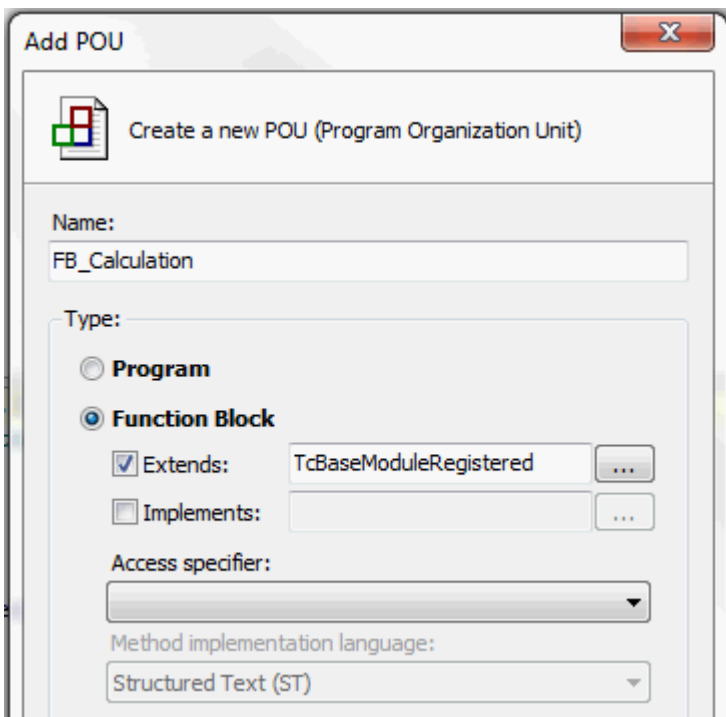 Add POU
Create a new POU (Program Organization Unit)
Name:
FB_Calculation
Type:
Program
Function Block
Extends: TcBaseModuleRegistered ...
Implements: ...
Access specifier:
Method implementation language:
Structured Text (ST)